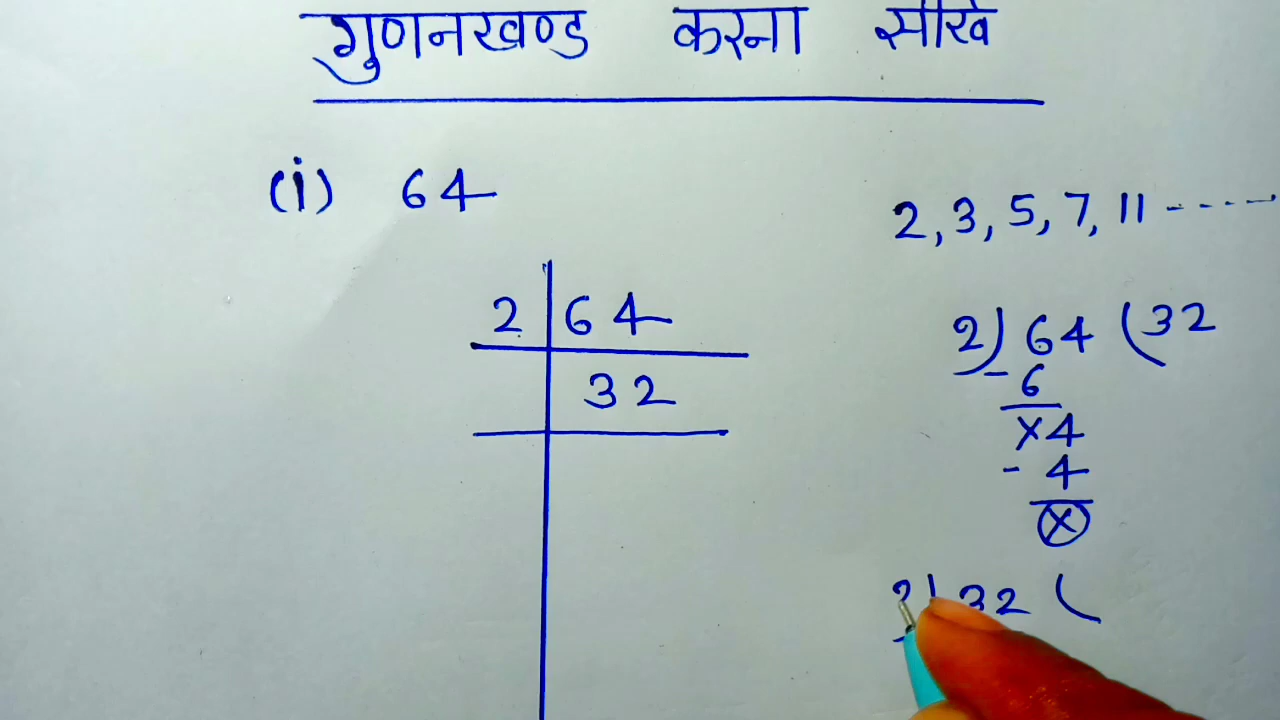 गुणनखण्ड करना सीखे
(i) 64
2, 3, 5, 7, 11 -----
2 | 64
32
2) 64 (32
- 6
×4
- 4
×
2) 32 (